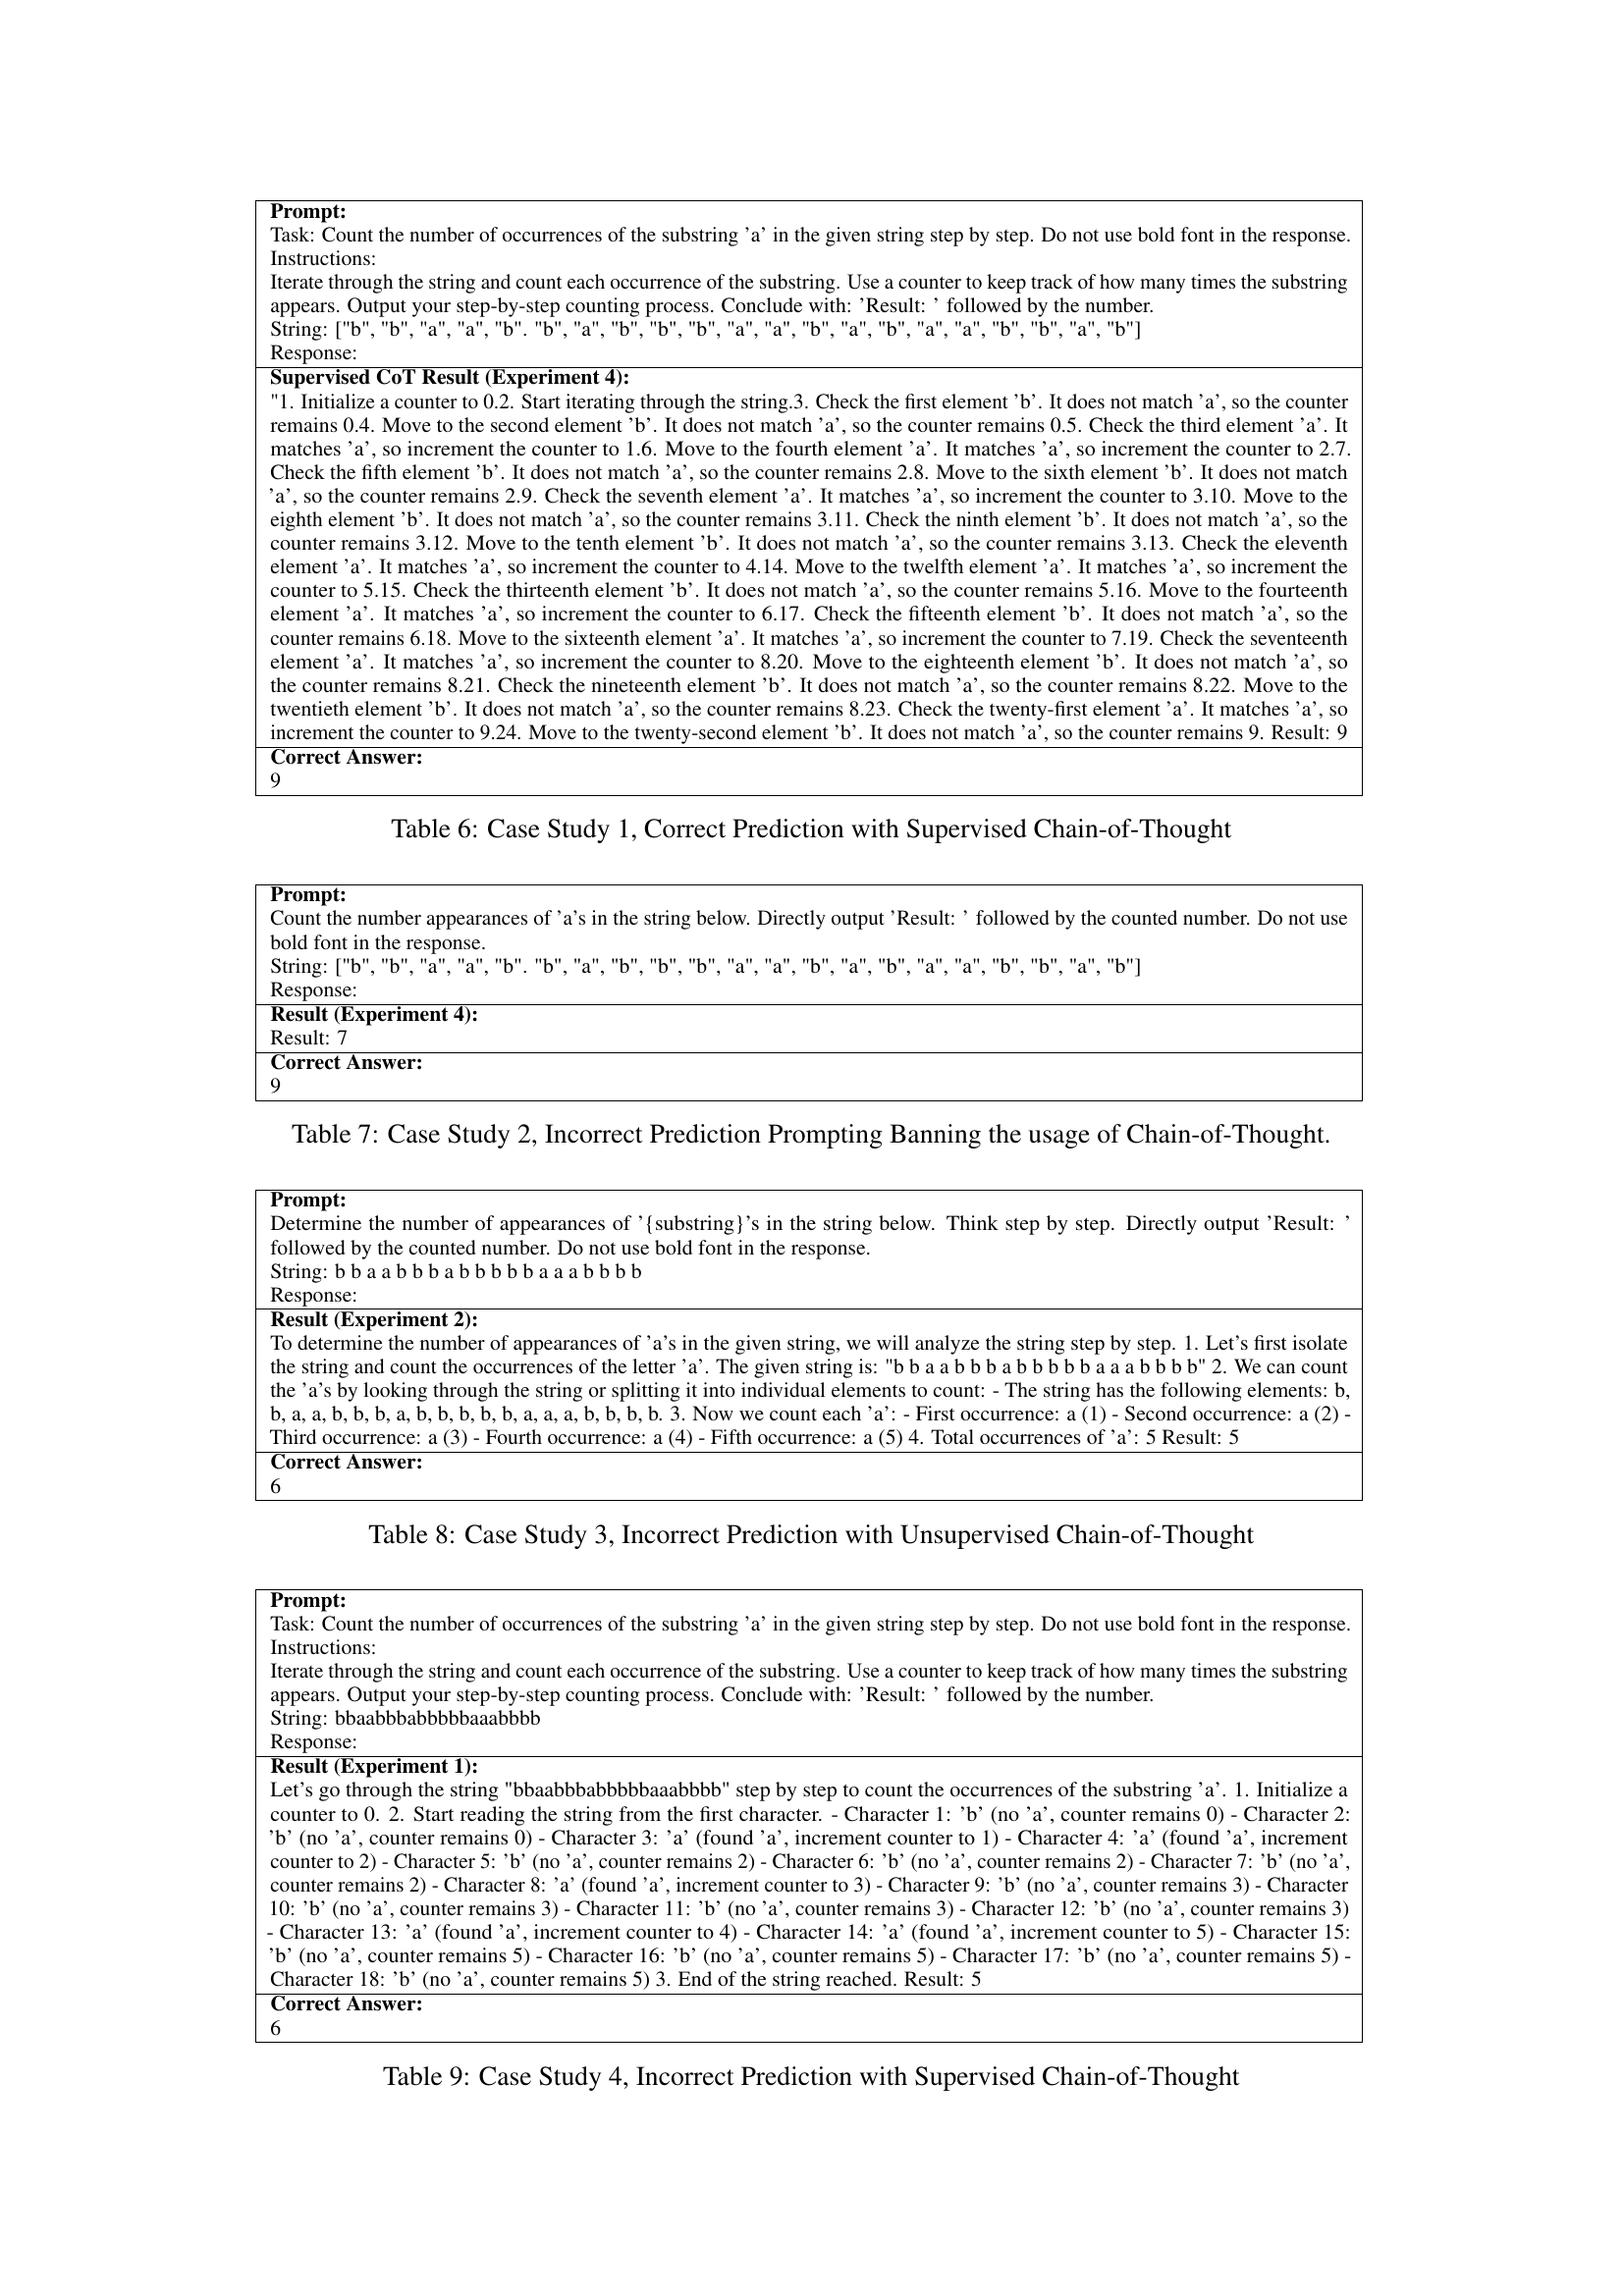 Prompt:
Task: Count the number of occurrences of the substring 'a' in the given string step by step. Do not use bold font in the response.
Instructions:
Iterate through the string and count each occurrence of the substring. Use a counter to keep track of how many times the substring
appears. Output your step-by-step counting process. Conclude with: 'Result: ' followed by the number.
String: ["b", "b", "a", "a", "b". "b", "a", "b", "b", "b", "a", "a", "b", "a", "b", "a", "a", "b", "b", "a", "b"]
Response:
Supervised CoT Result (Experiment 4):
"1. Initialize a counter to 0.2. Start iterating through the string.3. Check the first element 'b'. It does not match 'a', so the counter
remains 0.4. Move to the second element 'b'. It does not match 'a', so the counter remains 0.5. Check the third element 'a'. It
matches 'a', so increment the counter to 1.6. Move to the fourth element 'a'. It matches 'a', so increment the counter to 2.7.
Check the fifth element 'b'. It does not match 'a', so the counter remains 2.8. Move to the sixth element 'b'. It does not match
'a', so the counter remains 2.9. Check the seventh element 'a'. It matches 'a', so increment the counter to 3.10. Move to the
eighth element 'b'. It does not match 'a', so the counter remains 3.11. Check the ninth element 'b'. It does not match 'a', so the
counter remains 3.12. Move to the tenth element 'b'. It does not match 'a', so the counter remains 3.13. Check the eleventh
element 'a'. It matches 'a', so increment the counter to 4.14. Move to the twelfth element 'a'. It matches 'a', so increment the
counter to 5.15. Check the thirteenth element 'b'. It does not match 'a', so the counter remains 5.16. Move to the fourteenth
element 'a'. It matches 'a', so increment the counter to 6.17. Check the fifteenth element 'b'. It does not match 'a', so the
counter remains 6.18. Move to the sixteenth element 'a'. It matches 'a', so increment the counter to 7.19. Check the seventeenth
element 'a'. It matches 'a', so increment the counter to 8.20. Move to the eighteenth element 'b'. It does not match 'a', so
the counter remains 8.21. Check the nineteenth element 'b'. It does not match 'a', so the counter remains 8.22. Move to the
twentieth element 'b'. It does not match 'a', so the counter remains 8.23. Check the twenty-first element 'a'. It matches 'a', so
increment the counter to 9.24. Move to the twenty-second element 'b'. It does not match 'a', so the counter remains 9. Result: 9
Correct Answer:
9
Table 6: Case Study 1, Correct Prediction with Supervised Chain-of-Thought
Prompt:
Count the number appearances of 'a's in the string below. Directly output 'Result: ' followed by the counted number. Do not use
bold font in the response.
String: ["b", "b", "a", "a", "b". "b", "a", "b", "b", "b", "a", "a", "b", "a", "b", "a", "a", "b", "b", "a", "b"]
Response:
Result (Experiment 4):
Result: 7
Correct Answer:
9
Table 7: Case Study 2, Incorrect Prediction Prompting Banning the usage of Chain-of-Thought.
Prompt:
Determine the number of appearances of '{substring}'s in the string below. Think step by step. Directly output 'Result: '
followed by the counted number. Do not use bold font in the response.
String: b b a a b b b a b b b b b a a a b b b b
Response:
Result (Experiment 2):
To determine the number of appearances of 'a's in the given string, we will analyze the string step by step. 1. Let's first isolate
the string and count the occurrences of the letter 'a'. The given string is: "b b a a b b b a b b b b b a a a b b b b" 2. We can count
the 'a's by looking through the string or splitting it into individual elements to count: - The string has the following elements: b,
b, a, a, b, b, b, a, b, b, b, b, b, a, a, a, b, b, b, b. 3. Now we count each 'a': - First occurrence: a (1) - Second occurrence: a (2) -
Third occurrence: a (3) - Fourth occurrence: a (4) - Fifth occurrence: a (5) 4. Total occurrences of 'a': 5 Result: 5
Correct Answer:
6
Table 8: Case Study 3, Incorrect Prediction with Unsupervised Chain-of-Thought
Prompt:
Task: Count the number of occurrences of the substring 'a' in the given string step by step. Do not use bold font in the response.
Instructions:
Iterate through the string and count each occurrence of the substring. Use a counter to keep track of how many times the substring
appears. Output your step-by-step counting process. Conclude with: 'Result: ' followed by the number.
String: bbaabbbabbbbbaaabbbb
Response:
Result (Experiment 1):
Let's go through the string "bbaabbbabbbbbaaabbbb" step by step to count the occurrences of the substring 'a'. 1. Initialize a
counter to 0. 2. Start reading the string from the first character. - Character 1: 'b' (no 'a', counter remains 0) - Character 2:
'b' (no 'a', counter remains 0) - Character 3: 'a' (found 'a', increment counter to 1) - Character 4: 'a' (found 'a', increment
counter to 2) - Character 5: 'b' (no 'a', counter remains 2) - Character 6: 'b' (no 'a', counter remains 2) - Character 7: 'b' (no 'a',
counter remains 2) - Character 8: 'a' (found 'a', increment counter to 3) - Character 9: 'b' (no 'a', counter remains 3) - Character
10: 'b' (no 'a', counter remains 3) - Character 11: 'b' (no 'a', counter remains 3) - Character 12: 'b' (no 'a', counter remains 3)
- Character 13: 'a' (found 'a', increment counter to 4) - Character 14: 'a' (found 'a', increment counter to 5) - Character 15:
'b' (no 'a', counter remains 5) - Character 16: 'b' (no 'a', counter remains 5) - Character 17: 'b' (no 'a', counter remains 5) -
Character 18: 'b' (no 'a', counter remains 5) 3. End of the string reached. Result: 5
Correct Answer:
6
Table 9: Case Study 4, Incorrect Prediction with Supervised Chain-of-Thought